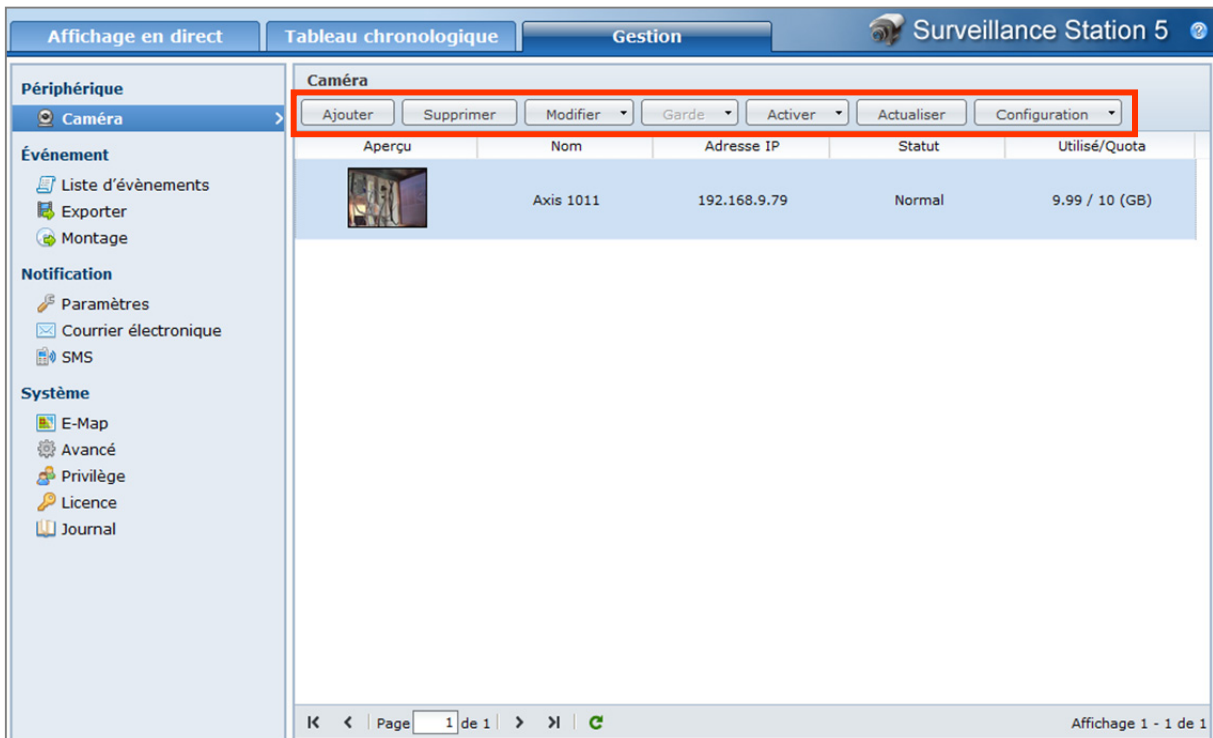 Affichage en direct
Tableau chronologique
Gestion
Surveillance Station 5
Périphérique
Caméra
Événement
Liste d'évènements
Exporter
Montage
Notification
Paramètres
Courrier électronique
SMS
Système
E-Map
Avancé
Privilège
Licence
Journal
Caméra
Ajouter Supprimer Modifier Garde Activer Actualiser Configuration
Aperçu Nom Adresse IP Statut Utilisé/Quota
Axis 1011 192.168.9.79 Normal 9.99 / 10 (GB)
Page 1 de 1
Affichage 1 - 1 de 1